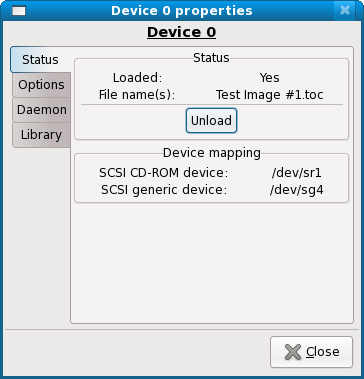 Device 0 properties
Device 0
Status
Options
Daemon
Library
Status
Loaded: Yes
File name(s): Test Image #1.toc
Unload
Device mapping
SCSI CD-ROM device: /dev/sr1
SCSI generic device: /dev/sg4
Close